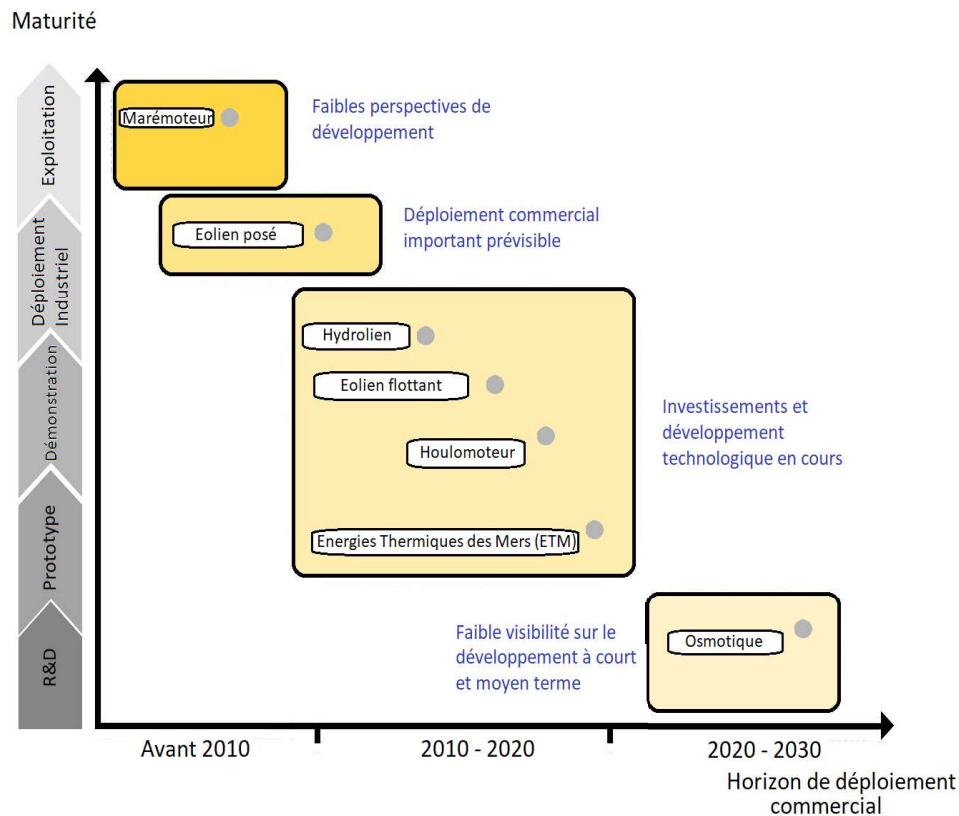 Maturité
Exploitation
Déploiement
Industriel
Démonstration
Prototype
R&D
Marémoteur
Faibles perspectives de
développement
Eolien posé
Déploiement commercial
important prévisible
Hydrolien
Eolien flottant
Houlomoteur
Energies Thermiques des Mers (ETM)
Investissements et
développement
technologique en cours
Faible visibilité sur le
développement à court
et moyen terme
Osmotique
Avant 2010
2010 - 2020
2020 - 2030
Horizon de déploiement
commercial